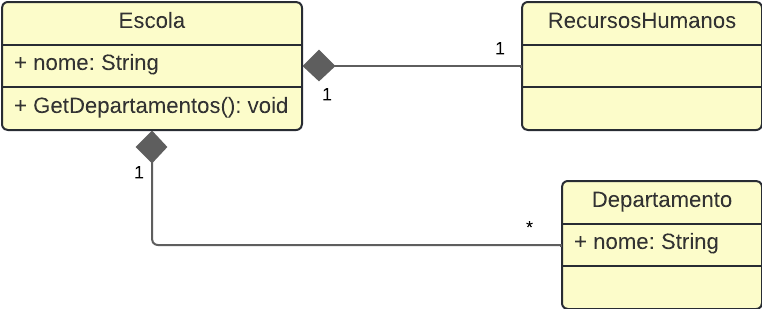 Escola
+ nome: String
+ GetDepartamentos(): void
RecursosHumanos
1
1
1
*
Departamento
+ nome: String